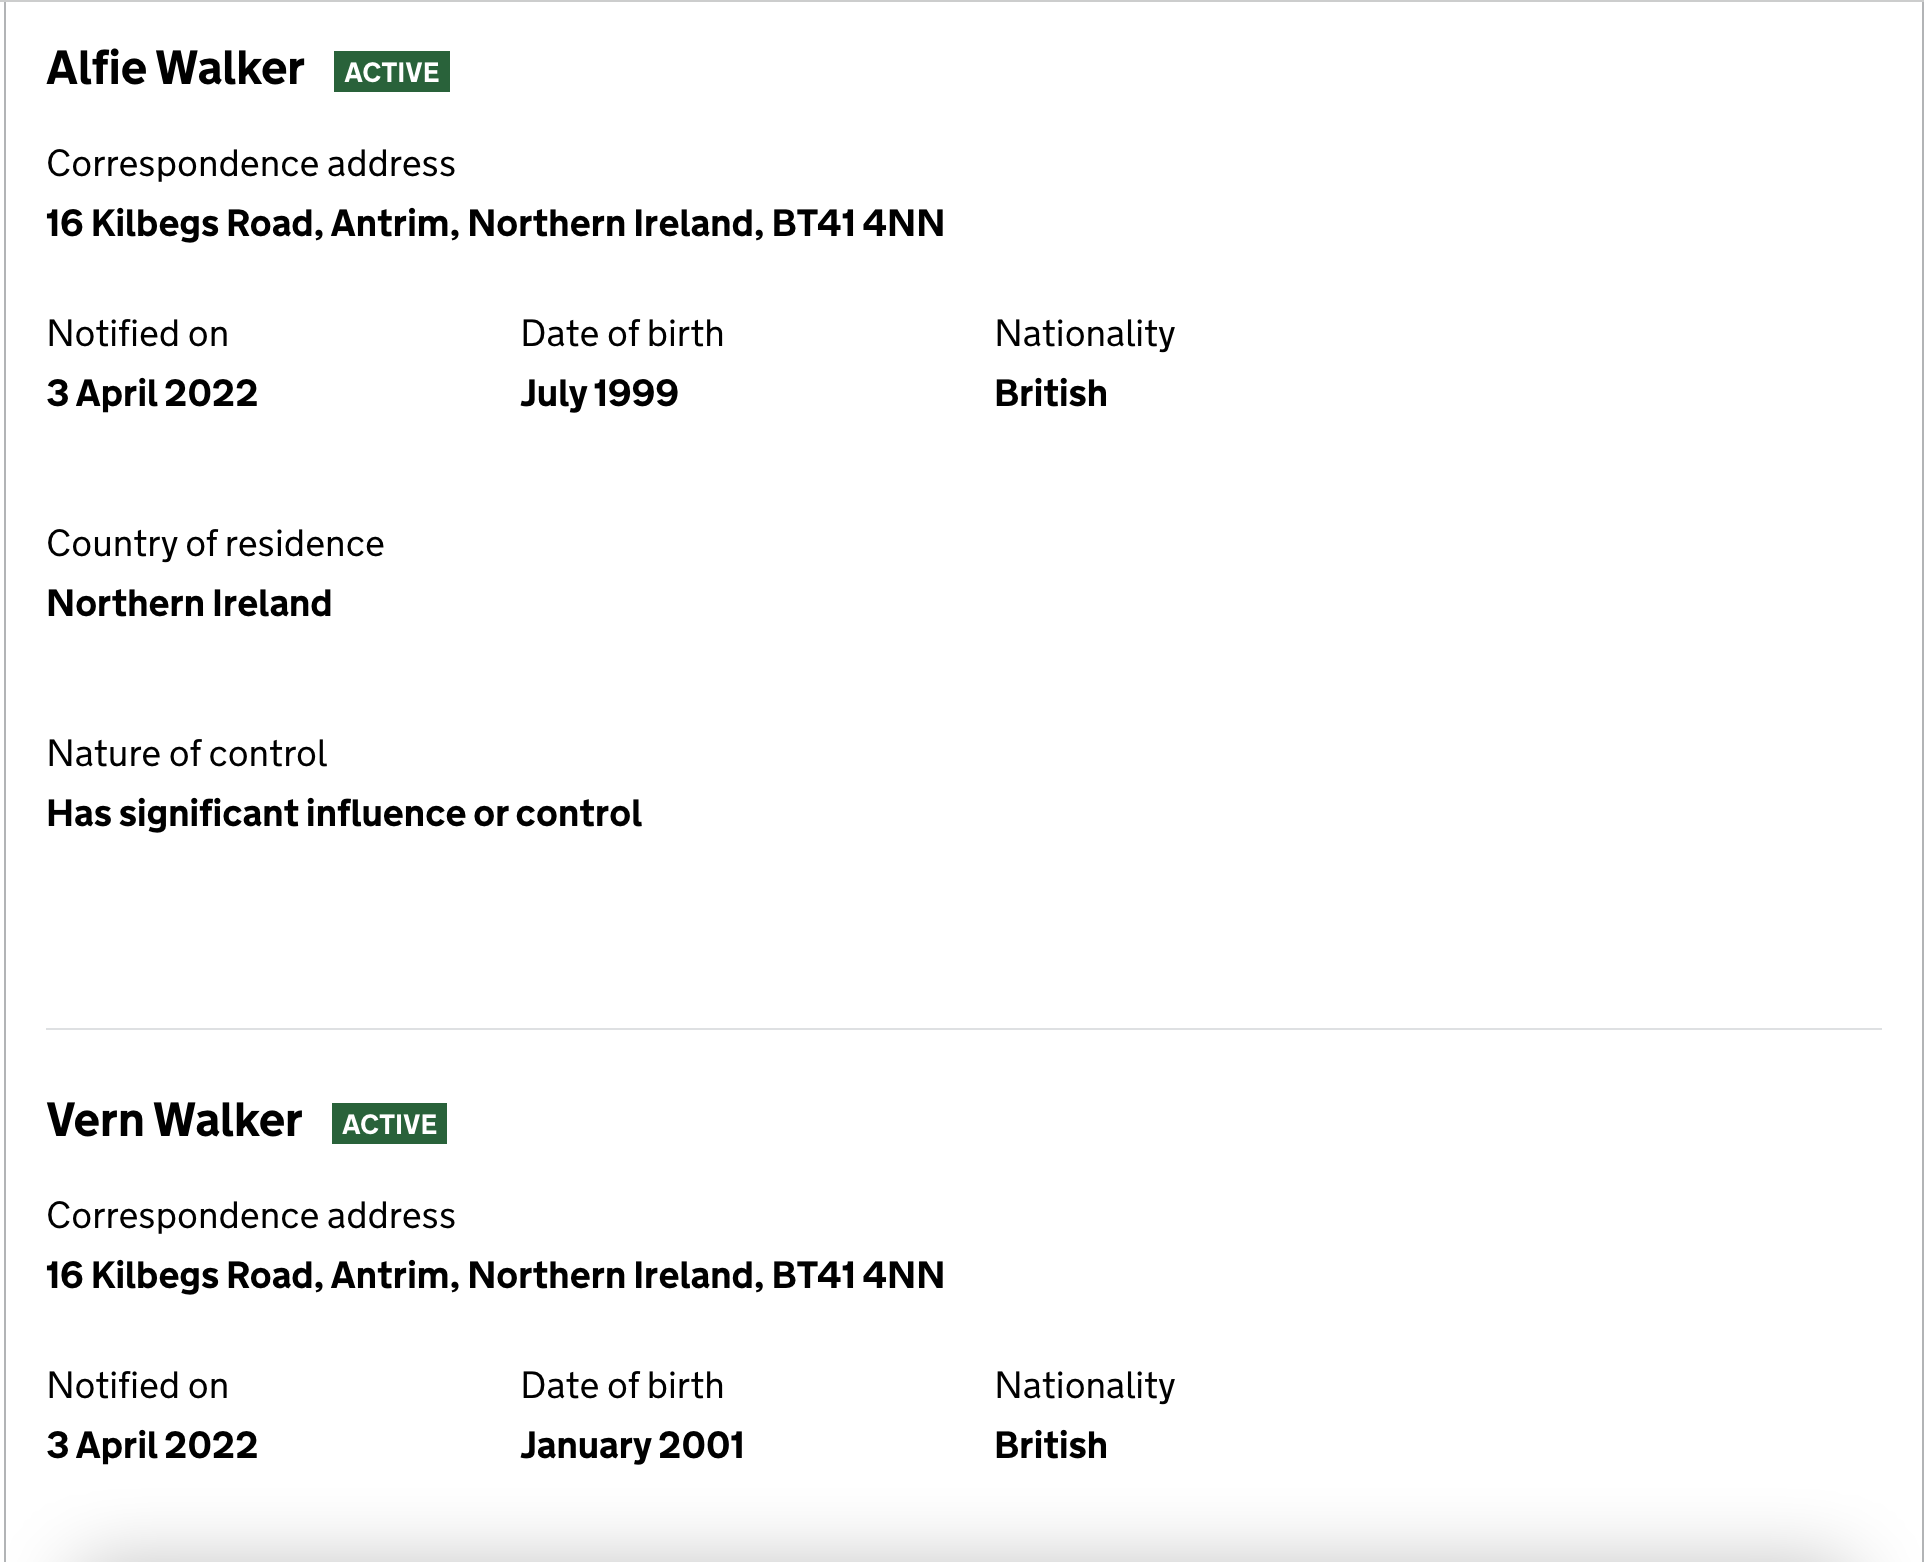 Alfie Walker ACTIVE
Correspondence address
16 Kilbegs Road, Antrim, Northern Ireland, BT41 4NN
Notified on Date of birth Nationality
3 April 2022 July 1999 British
Country of residence
Northern Ireland
Nature of control
Has significant influence or control
Vern Walker ACTIVE
Correspondence address
16 Kilbegs Road, Antrim, Northern Ireland, BT41 4NN
Notified on Date of birth Nationality
3 April 2022 January 2001 British